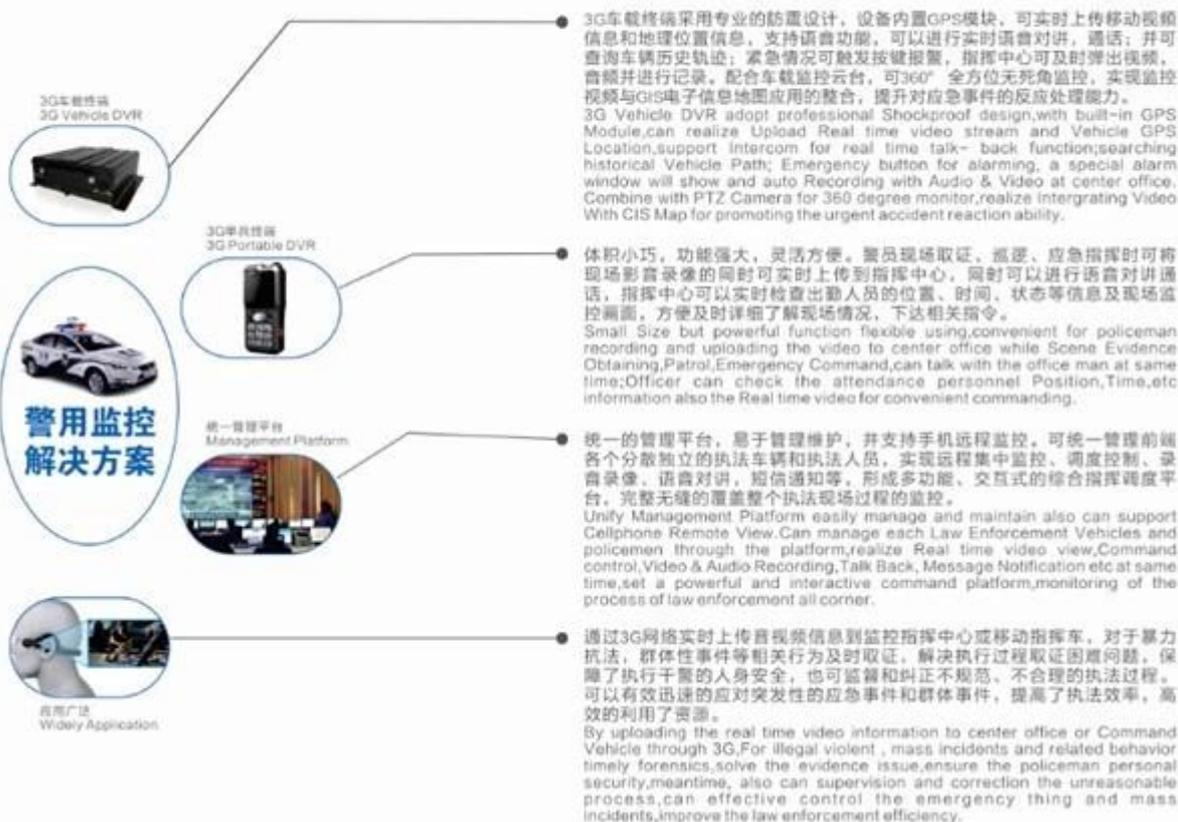 3G车载终端
3G Vehicle DVR
3G车载终端采用专业的防震设计，设备内置GPS模块，可实时上传移动视频
信息和地理位置信息，支持语音功能，可以进行实时语音对讲，通话；并可
查询车辆历史轨迹；紧急情况可触发按键报警，指挥中心可及时弹出视频，
音频并进行记录。配合车载监控云台，可360° 全方位无死角监控，实现监控
视频与GIS电子信息地图应用的整合，提升对应急事件的反应处理能力。
3G Vehicle DVR adopt professional Shockproof design,with built-in GPS
Module,can realize Upload Real time video stream and Vehicle GPS
Location,support Intercom for real time talk- back function;searching
historical Vehicle Path; Emergency button for alarming, a special alarm
window will show and auto Recording with Audio & Video at center office.
Combine with PTZ Camera for 360 degree monitor,realize Intergrating Video
With CIS Map for promoting the urgent accident reaction ability.
3G单兵终端
3G Portable DVR
体积小巧，功能强大，灵活方便。警员现场取证、巡逻、应急指挥时可将
现场影音录像的同时可实时上传到指挥中心，同时可以进行语音对讲通
话，指挥中心可以实时检查出勤人员的位置、时间、状态等信息及现场监
控画面，方便及时详细了解现场情况，下达相关指令。
Small Size but powerful function flexible using,convenient for policeman
recording and uploading the video to center office while Scene Evidence
Obtaining,Patrol,Emergency Command,can talk with the office man at same
time;Officer can check the attendance personnel Position,Time,etc
information also the Real time video for convenient commanding.
警用监控
解决方案
统一管理平台
Management Platform
统一的管理平台，易于管理维护，并支持手机远程监控。可统一管理前端
各个分散独立的执法车辆和执法人员，实现远程集中监控、调度控制、录
音录像、语音对讲，短信通知等，形成多功能、交互式的综合指挥调度平
台，完整无缝的覆盖整个执法现场过程的监控。
Unify Management Platform easily manage and maintain also can support
Cellphone Remote View.Can manage each Law Enforcement Vehicles and
policemen through the platform,realize Real time video view,Command
control,Video & Audio Recording,Talk Back, Message Notification etc at same
time,set a powerful and interactive command platform,monitoring of the
process of law enforcement all corner.
应用广泛
Widely Application
通过3G网络实时上传音视频信息到监控指挥中心或移动指挥车，对于暴力
抗法，群体性事件等相关行为及时取证，解决执行过程取证困难问题，保
障了执行干警的人身安全，也可监督和纠正不规范、不合理的执法过程。
可以有效迅速的应对突发性的应急事件和群体事件，提高了执法效率，高
效的利用了资源。
By uploading the real time video information to center office or Command
Vehicle through 3G,For illegal violent , mass incidents and related behavior
timely forensics,solve the evidence issue,ensure the policeman personal
security,meantime, also can supervision and correction the unreasonable
process,can effective control the emergency thing and mass
incidents,improve the law enforcement efficiency.